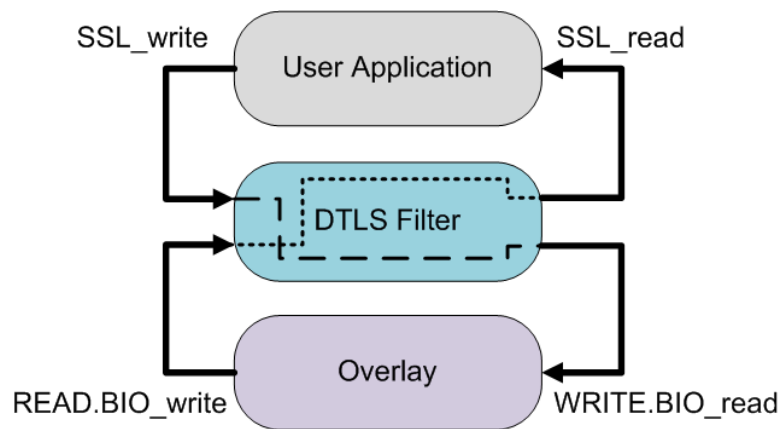 SSL_write
SSL_read
User Application
DTLS Filter
Overlay
READ.BIO_write
WRITE.BIO_read